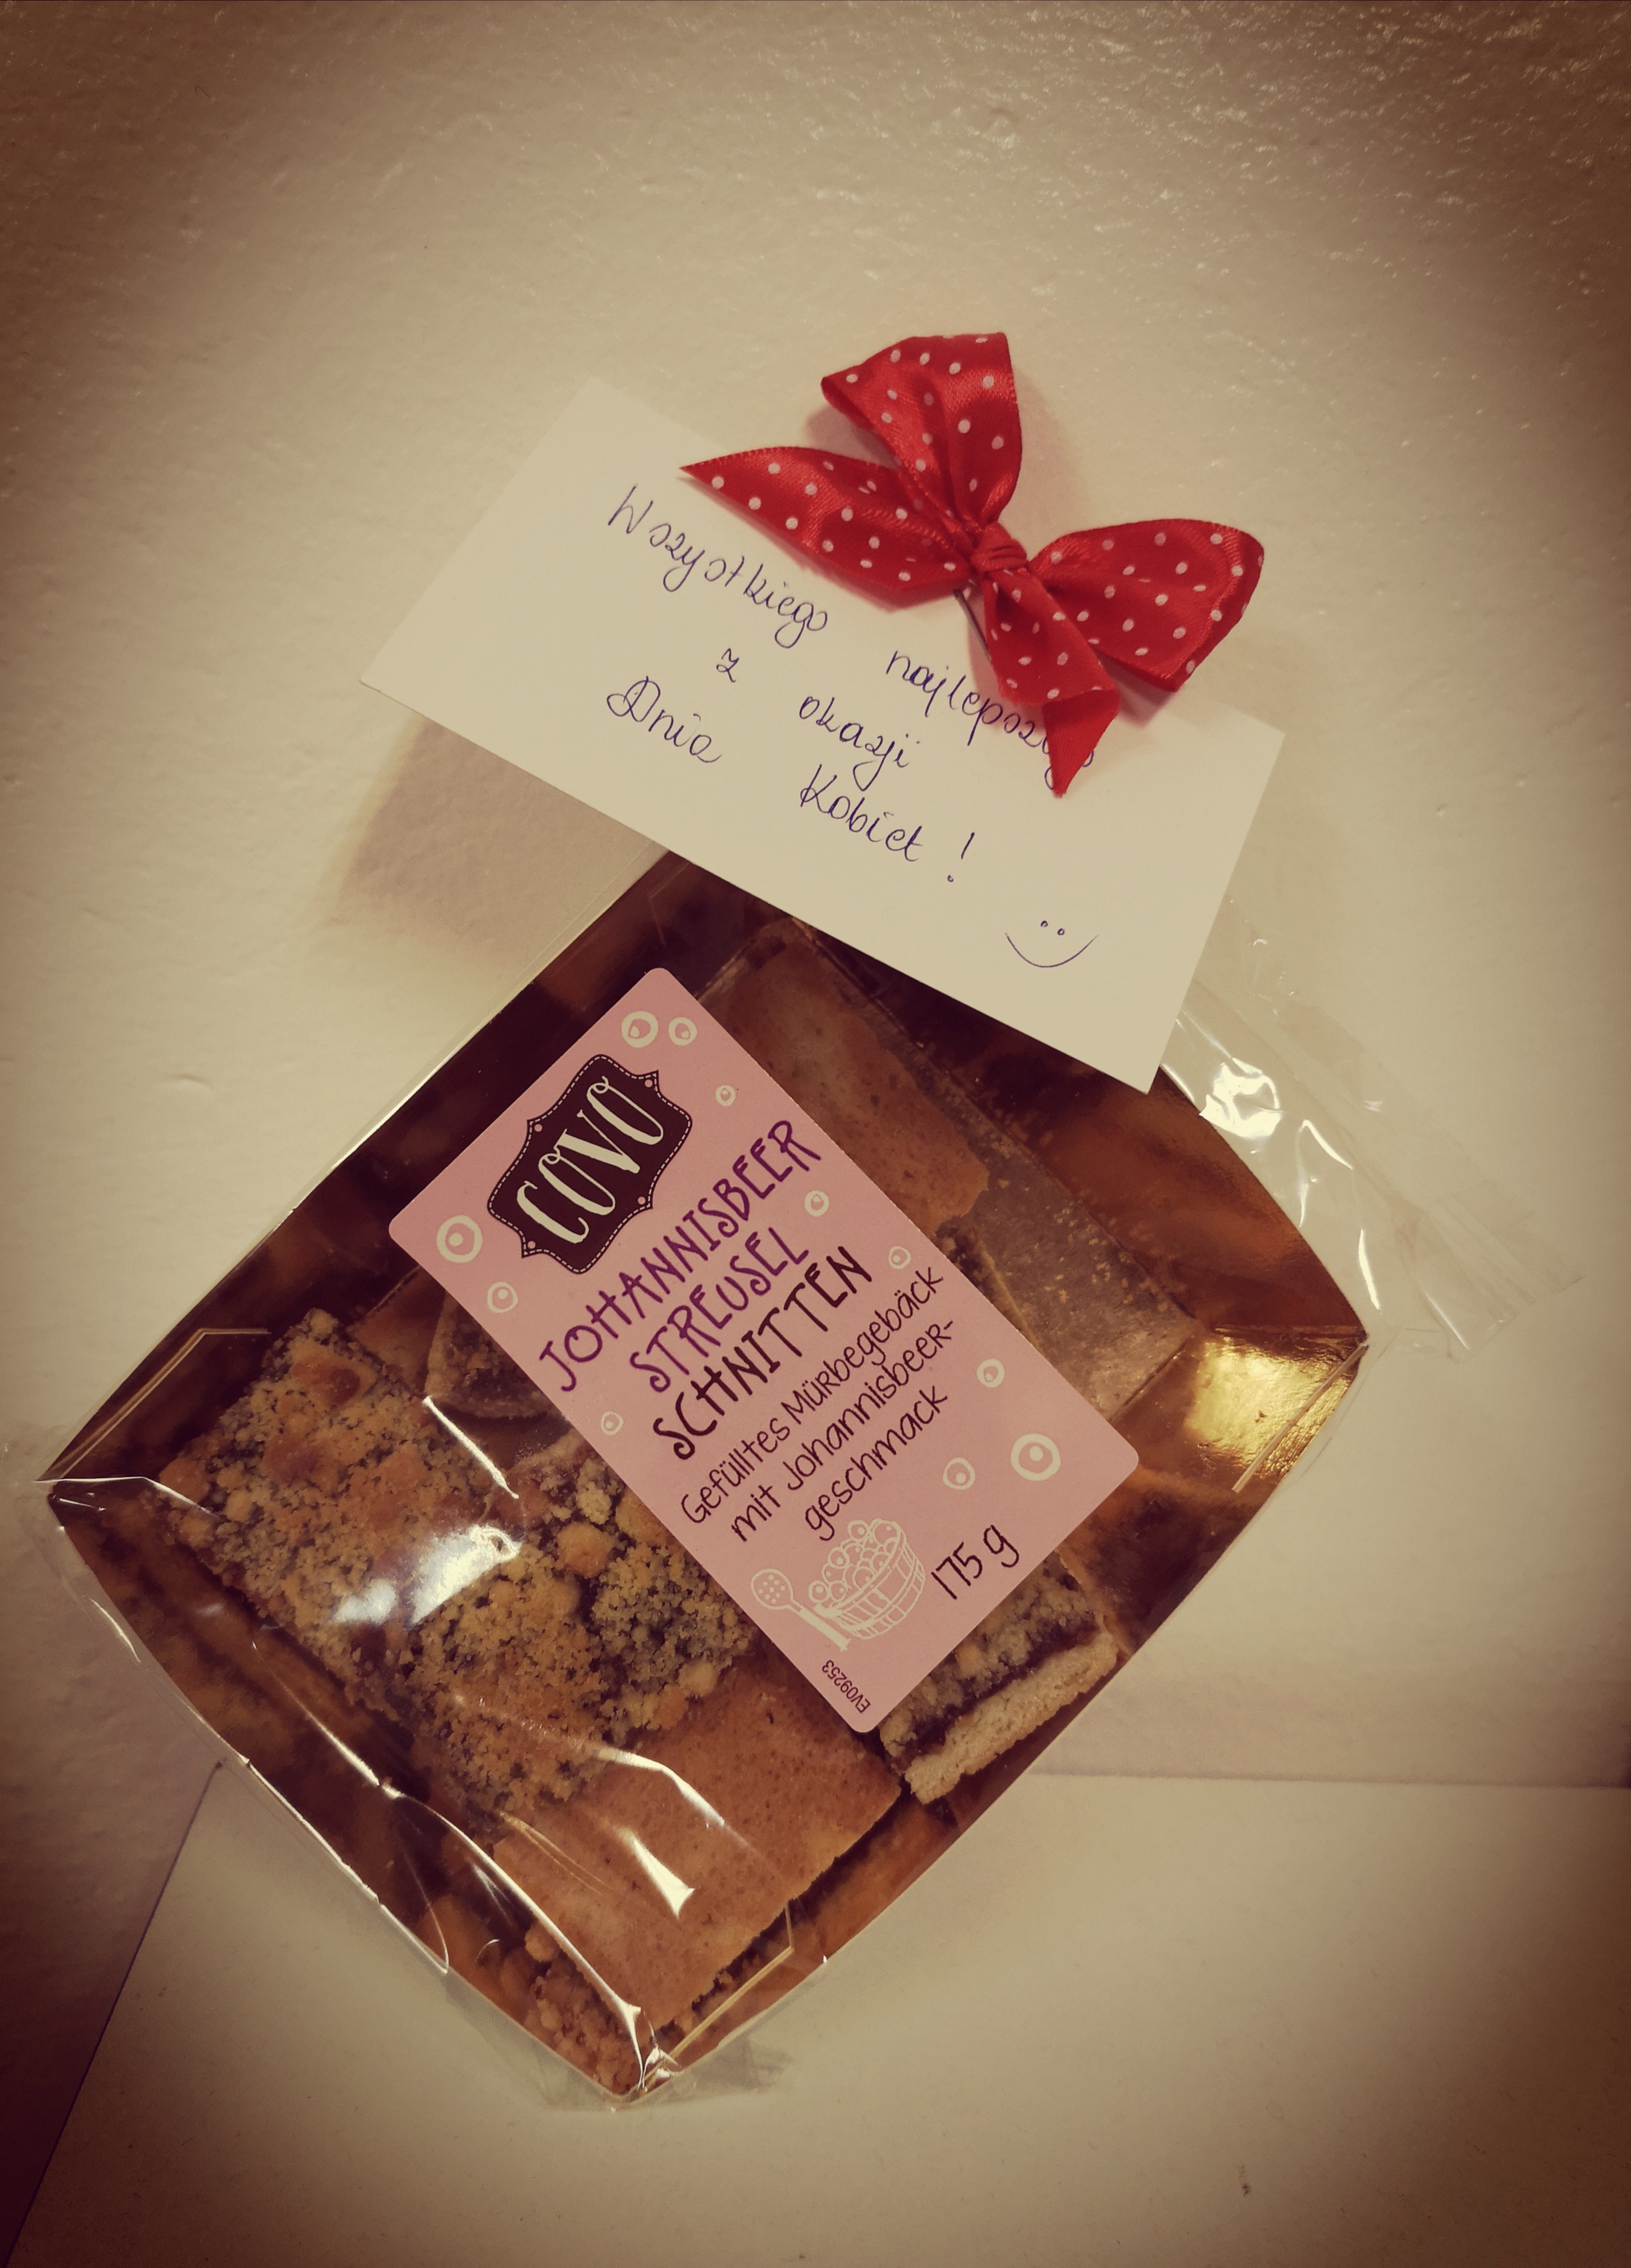 Wszystkiego najlepszego
z okazji
Dnia Kobiet !
COVO
JOHANNISBEER
STREUSEL
SCHNITTEN
Gefülltes Mürbegebäck
mit Johannisbeer-
geschmack
175 g
EV09253